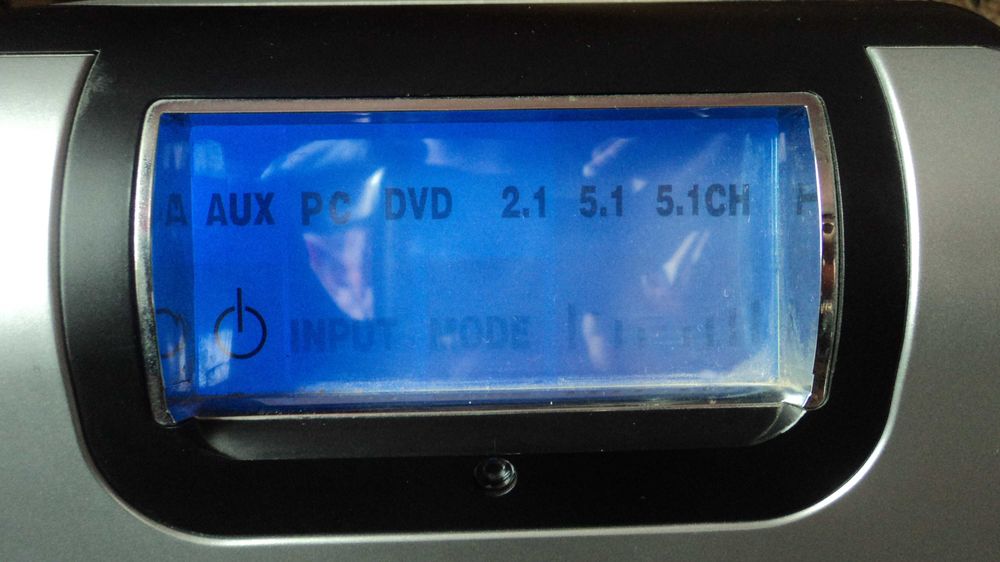 AUX PC DVD 2.1 5.1 5.1CH
INPUT MODE